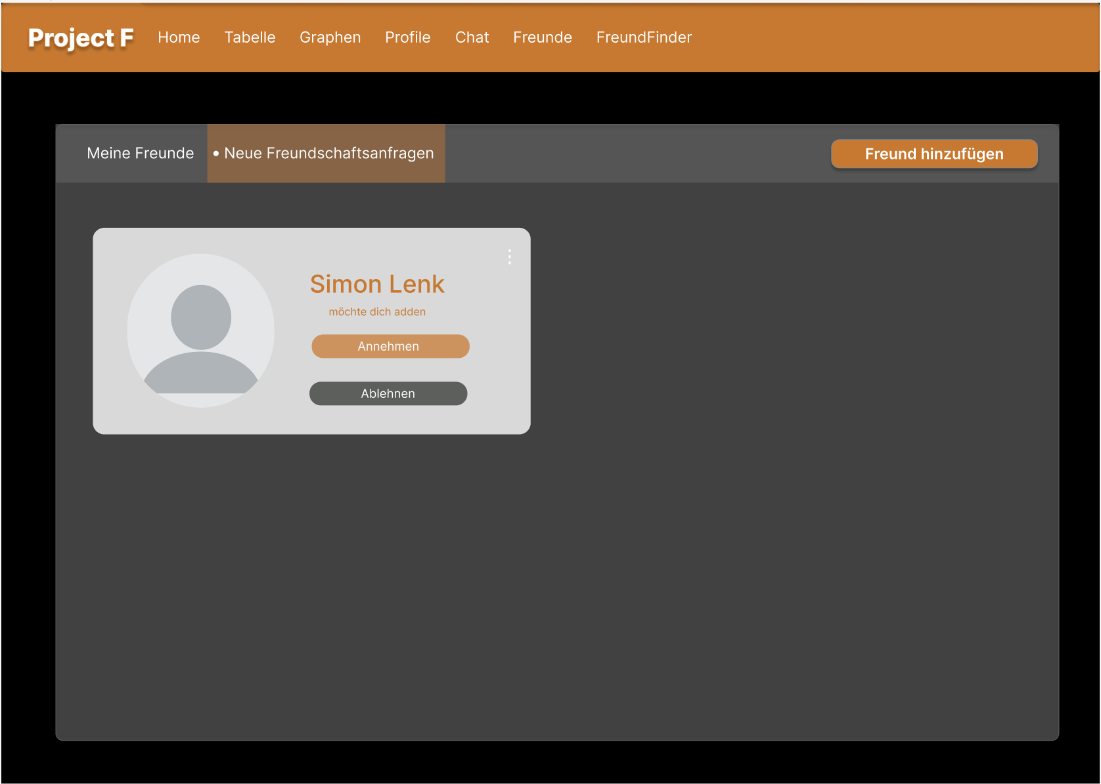 Project F Home Tabelle Graphen Profile Chat Freunde FreundFinder
Meine Freunde • Neue Freundschaftsanfragen Freund hinzufügen
Simon Lenk
möchte dich adden
Annehmen
Ablehnen